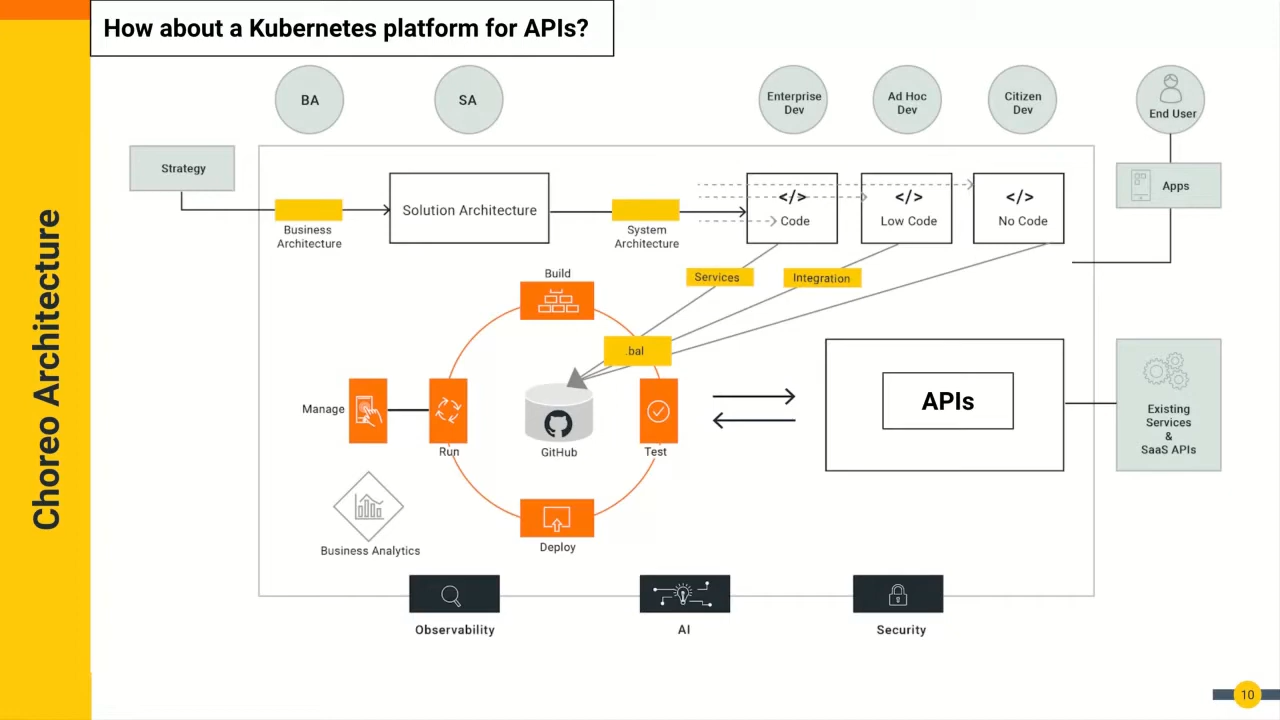 How about a Kubernetes platform for APIs?
Choreo Architecture
BA
SA
Enterprise
Dev
Ad Hoc
Dev
Citizen
Dev
End User
Strategy
Business
Architecture
Solution Architecture
System
Architecture
</>
Code
</>
Low Code
</>
No Code
Apps
Services
Integration
Build
.bal
Manage
Run
GitHub
Test
APIs
Existing
Services
&
SaaS APIs
Business Analytics
Deploy
Observability
AI
Security
10